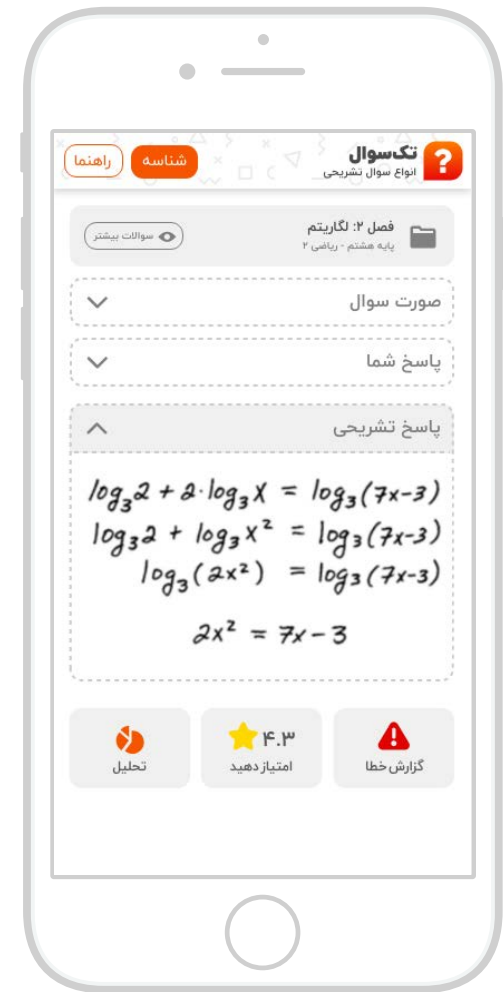 تک‌سوال
انواع سوال تشریحی
شناسه
راهنما
فصل ۲: لگاریتم
پایه هشتم - ریاضی ۲
سوالات بیشتر
صورت سوال
پاسخ شما
پاسخ تشریحی
log₃2 + 2·log₃x = log₃(7x-3)
log₃2 + log₃x² = log₃(7x-3)
log₃(2x²) = log₃(7x-3)
2x² = 7x - 3
گزارش خطا
۴.۳
امتیاز دهید
تحلیل